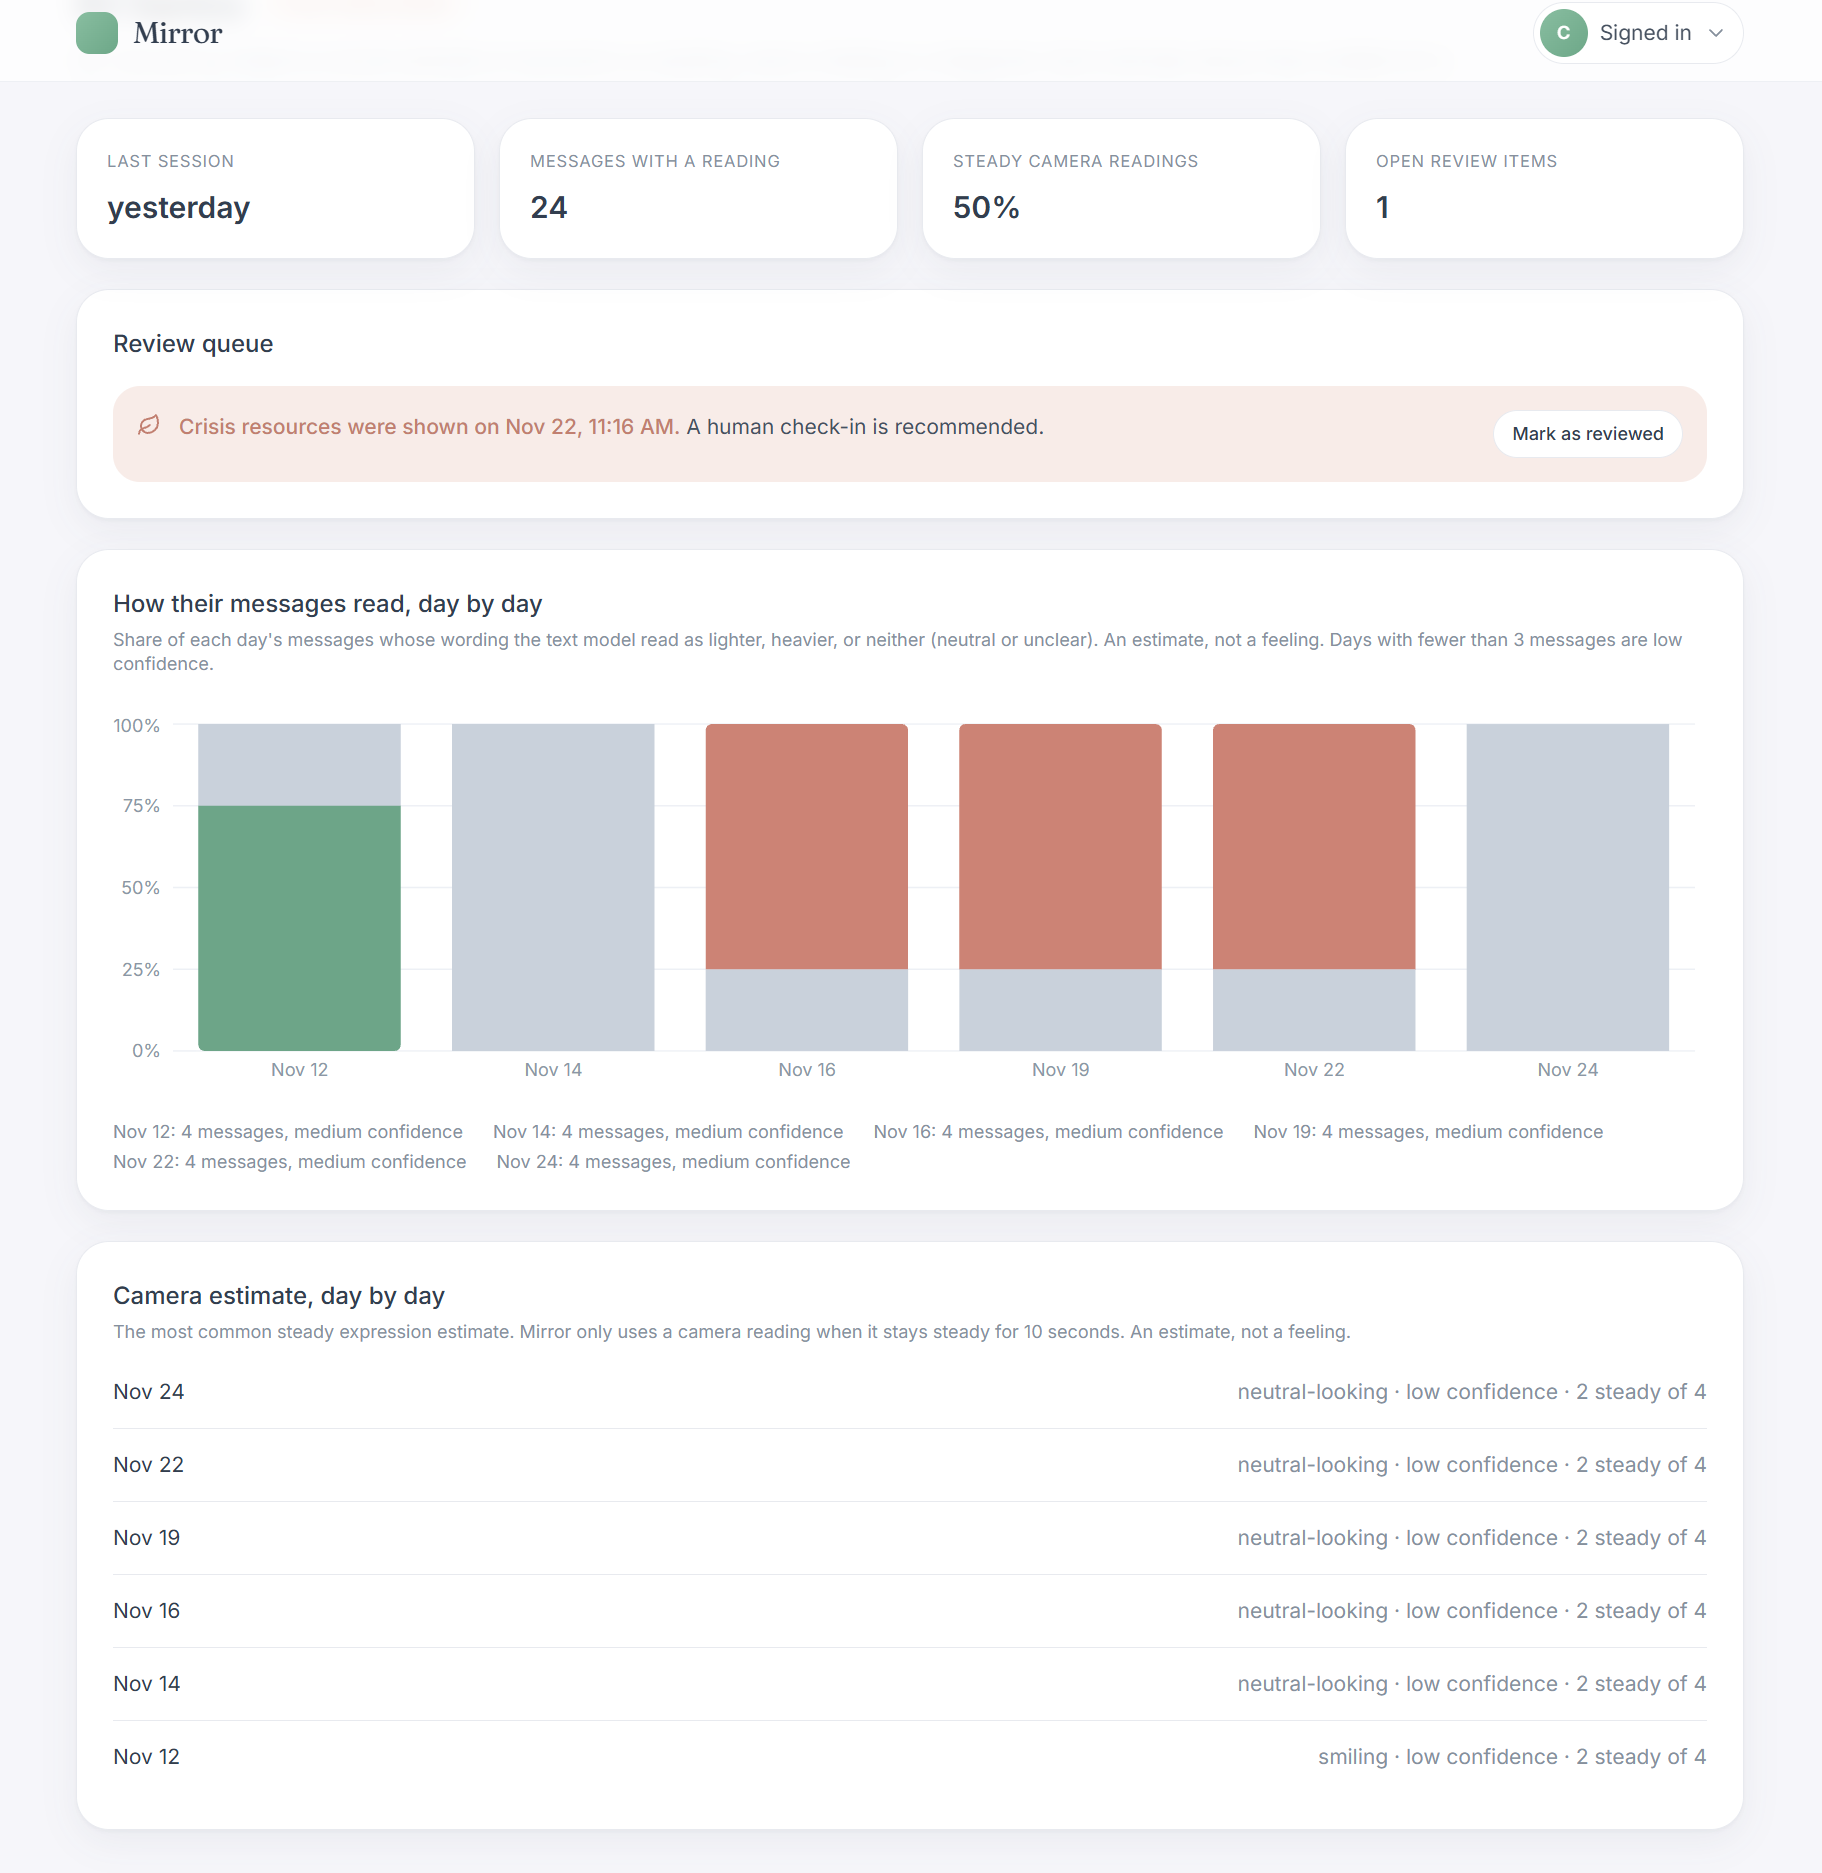 Mirror
C
Signed in
LAST SESSION
yesterday
MESSAGES WITH A READING
24
STEADY CAMERA READINGS
50%
OPEN REVIEW ITEMS
1
Review queue
Crisis resources were shown on Nov 22, 11:16 AM. A human check-in is recommended.
Mark as reviewed
How their messages read, day by day
Share of each day's messages whose wording the text model read as lighter, heavier, or neither (neutral or unclear). An estimate, not a feeling. Days with fewer than 3 messages are low
confidence.
100%
75%
50%
25%
0%
Nov 12
Nov 14
Nov 16
Nov 19
Nov 22
Nov 24
Nov 12: 4 messages, medium confidence
Nov 14: 4 messages, medium confidence
Nov 16: 4 messages, medium confidence
Nov 19: 4 messages, medium confidence
Nov 22: 4 messages, medium confidence
Nov 24: 4 messages, medium confidence
Camera estimate, day by day
The most common steady expression estimate. Mirror only uses a camera reading when it stays steady for 10 seconds. An estimate, not a feeling.
Nov 24
neutral-looking · low confidence · 2 steady of 4
Nov 22
neutral-looking · low confidence · 2 steady of 4
Nov 19
neutral-looking · low confidence · 2 steady of 4
Nov 16
neutral-looking · low confidence · 2 steady of 4
Nov 14
neutral-looking · low confidence · 2 steady of 4
Nov 12
smiling · low confidence · 2 steady of 4